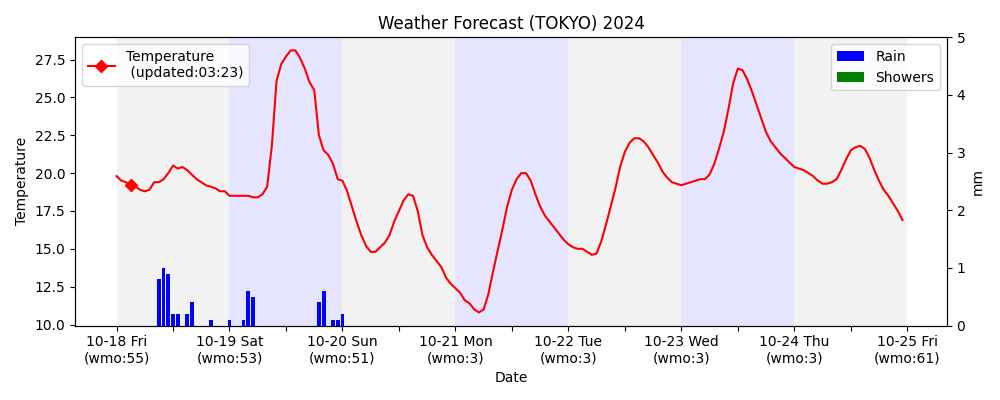 Weather Forecast (TOKYO) 2024
Temperature
(updated:03:23)
Rain
Showers
27.5
25.0
22.5
20.0
17.5
15.0
12.5
10.0
Temperature
5
4
3
2
1
0
mm
10-18 Fri
(wmo:55)
10-19 Sat
(wmo:53)
10-20 Sun
(wmo:51)
10-21 Mon
(wmo:3)
10-22 Tue
(wmo:3)
10-23 Wed
(wmo:3)
10-24 Thu
(wmo:3)
10-25 Fri
(wmo:61)
Date